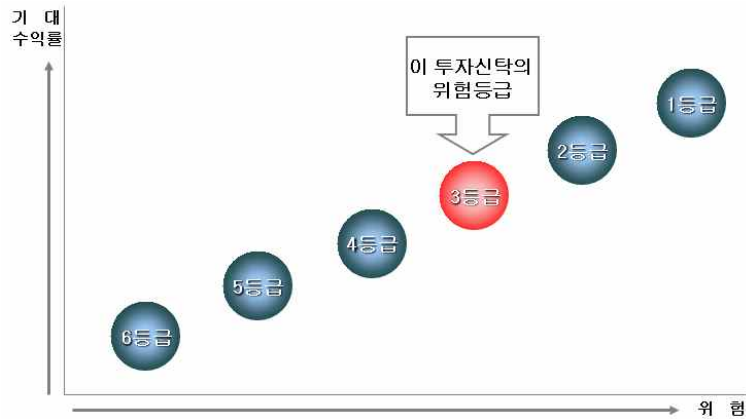 기 대
수익률
이 투자신탁의
위험등급
1등급
2등급
3등급
4등급
5등급
6등급
위 험